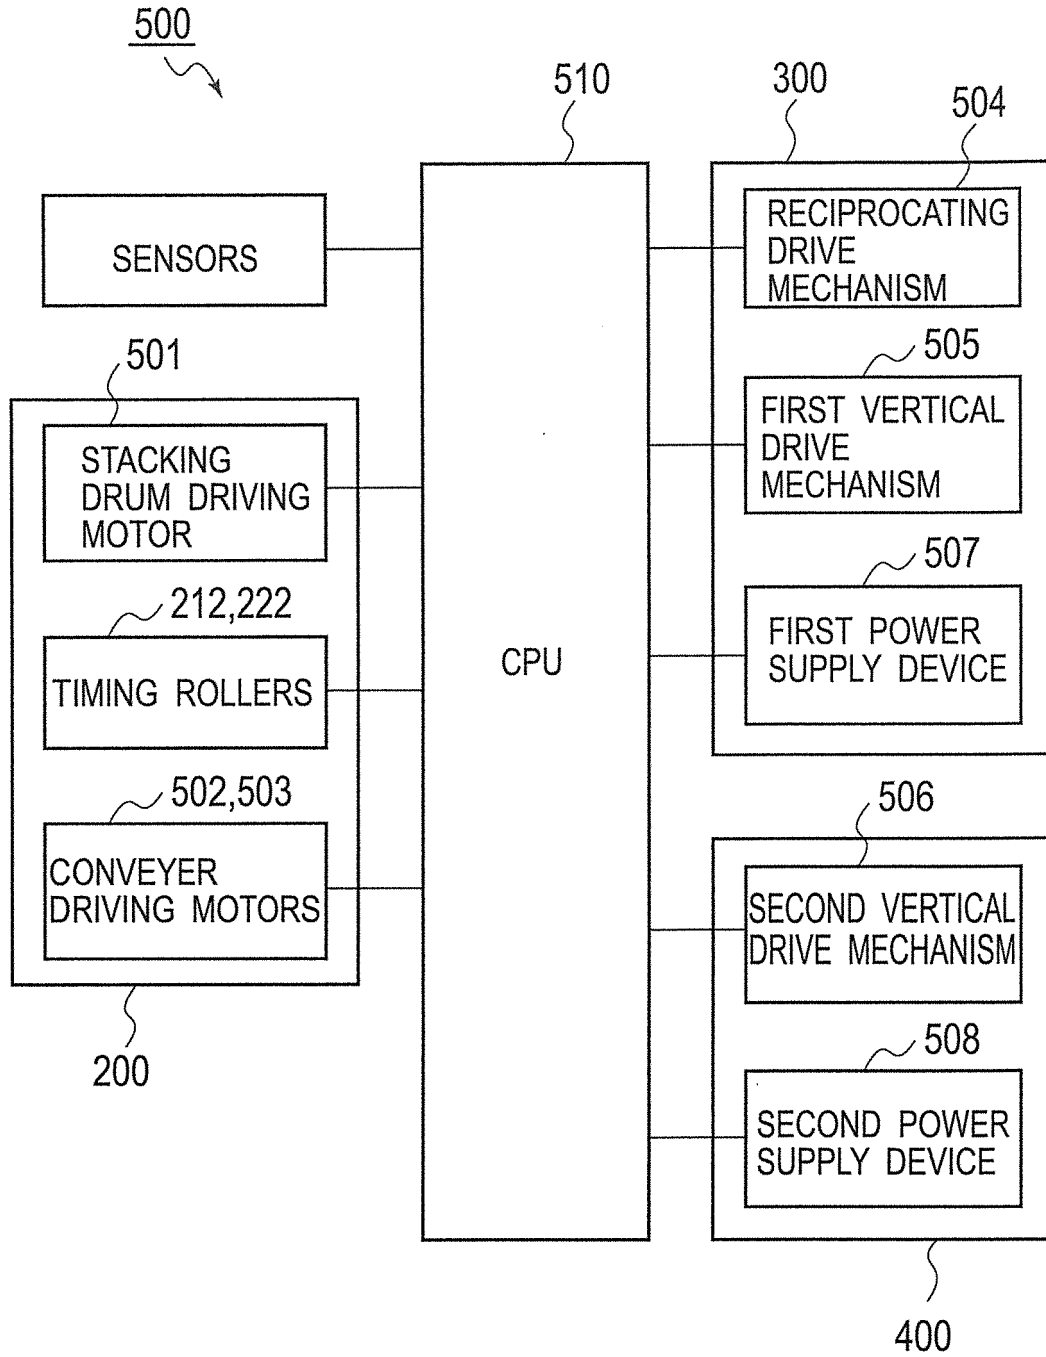 500
510
300
504
SENSORS
RECIPROCATING
DRIVE
MECHANISM
501
505
STACKING
DRUM DRIVING
MOTOR
FIRST VERTICAL
DRIVE
MECHANISM
212,222
507
TIMING ROLLERS
CPU
FIRST POWER
SUPPLY DEVICE
502,503
506
CONVEYER
DRIVING MOTORS
SECOND VERTICAL
DRIVE MECHANISM
200
508
SECOND POWER
SUPPLY DEVICE
400